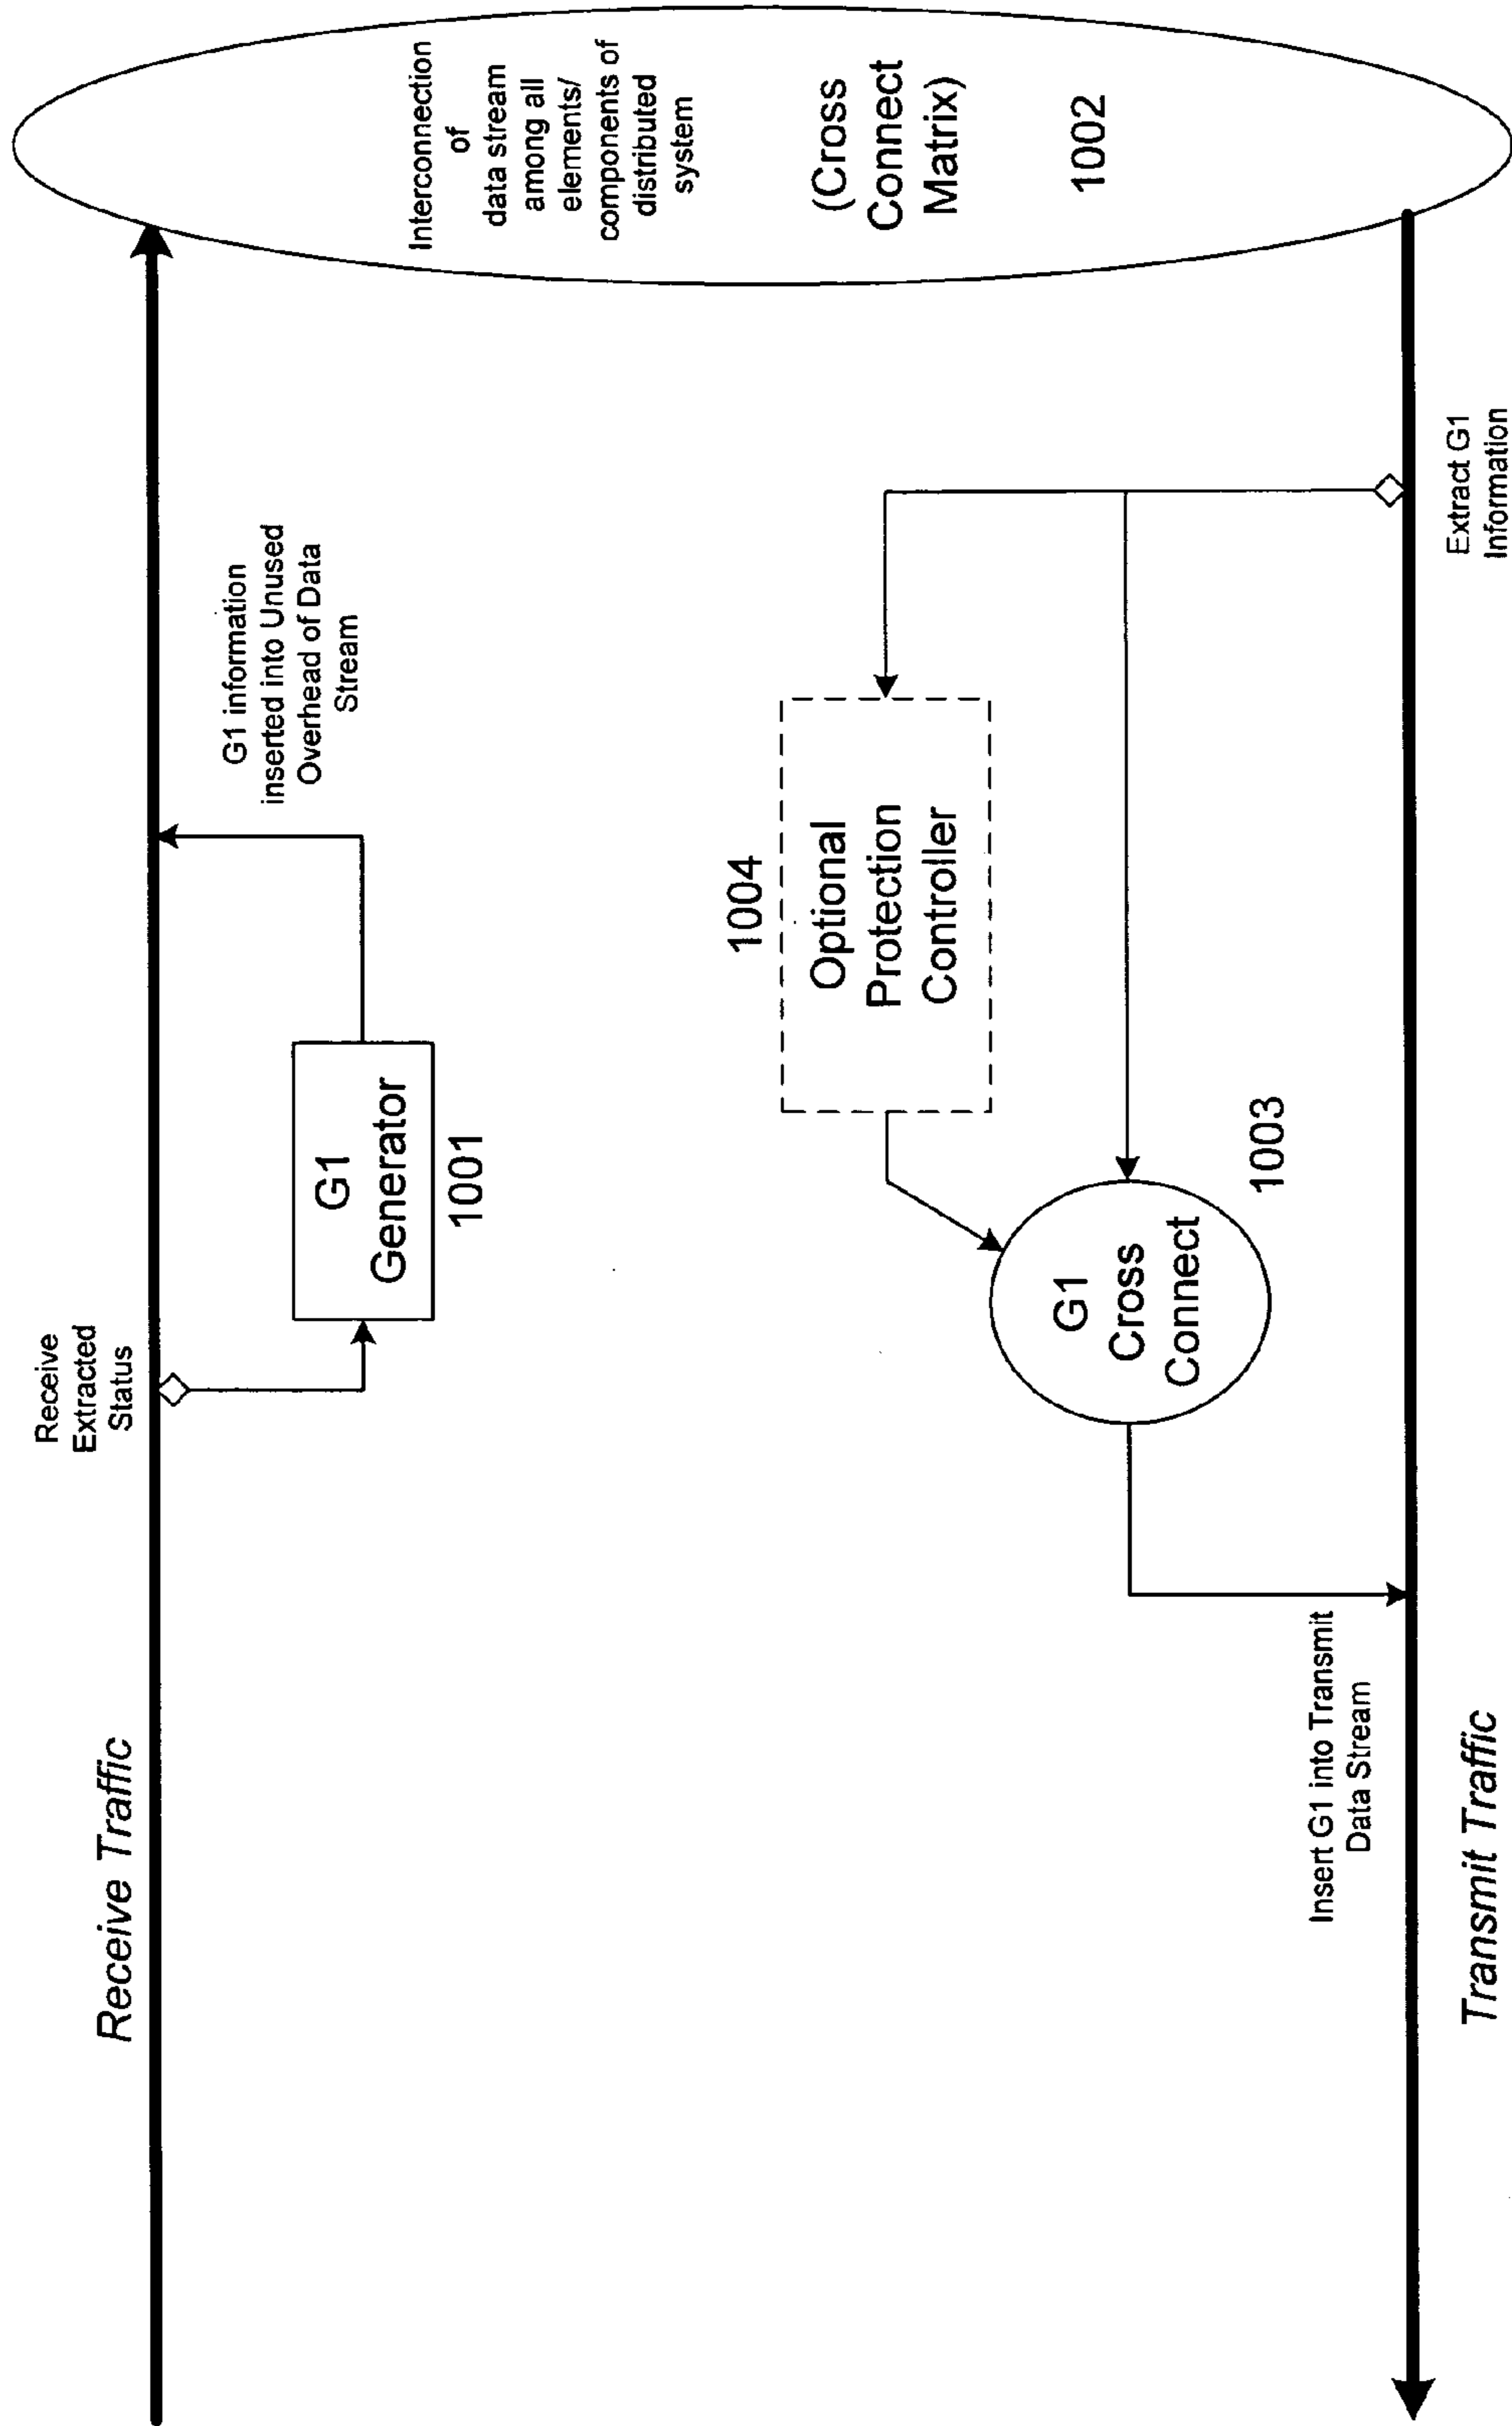 Receive Traffic
Receive
Extracted
Status
G1
Generator
1001
G1 information
inserted into Unused
Overhead of Data
Stream
Interconnection
of
data stream
among all
elements/
components of
distributed
system
(Cross
Connect
Matrix)
1002
1004
Optional
Protection
Controller
G1
Cross
Connect
1003
Insert G1 into Transmit
Data Stream
Extract G1
Information
Transmit Traffic